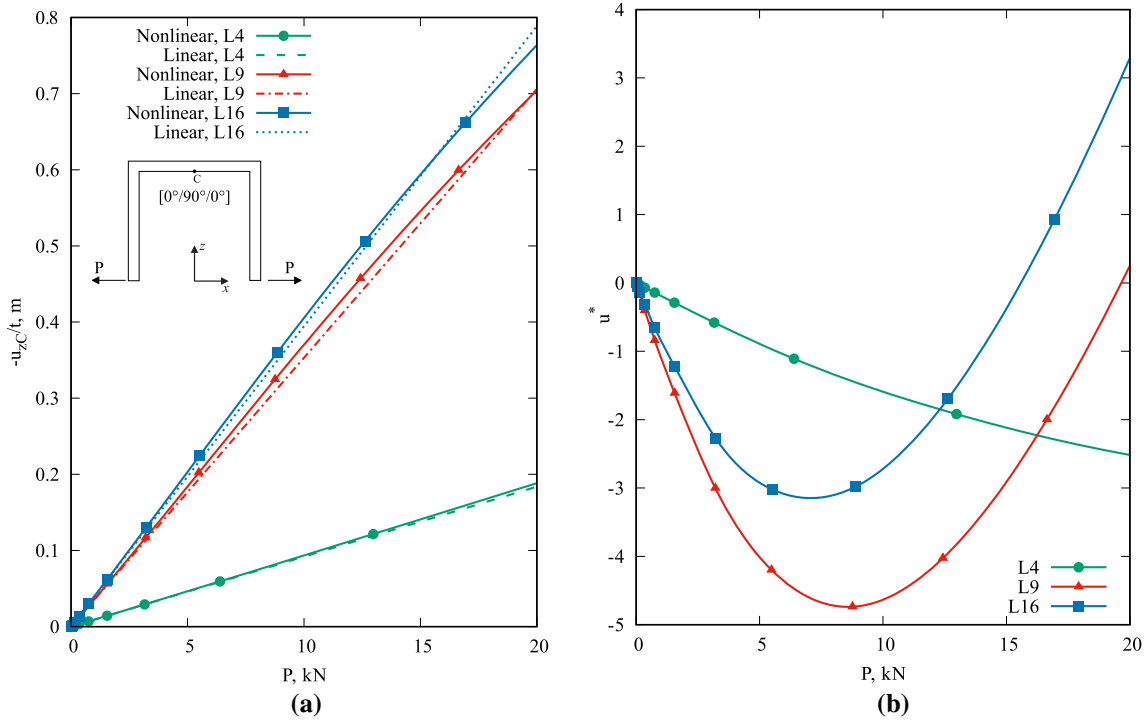 0.8
0.7
0.6
0.5
0.4
0.3
0.2
0.1
0
-u_zC/t, m
Nonlinear, L4
Linear, L4
Nonlinear, L9
Linear, L9
Nonlinear, L16
Linear, L16
C
[0°/90°/0°]
P
P
z
x
0
5
10
15
20
P, kN
(a)
4
3
2
1
0
-1
-2
-3
-4
-5
u*
L4
L9
L16
0
5
10
15
20
P, kN
(b)